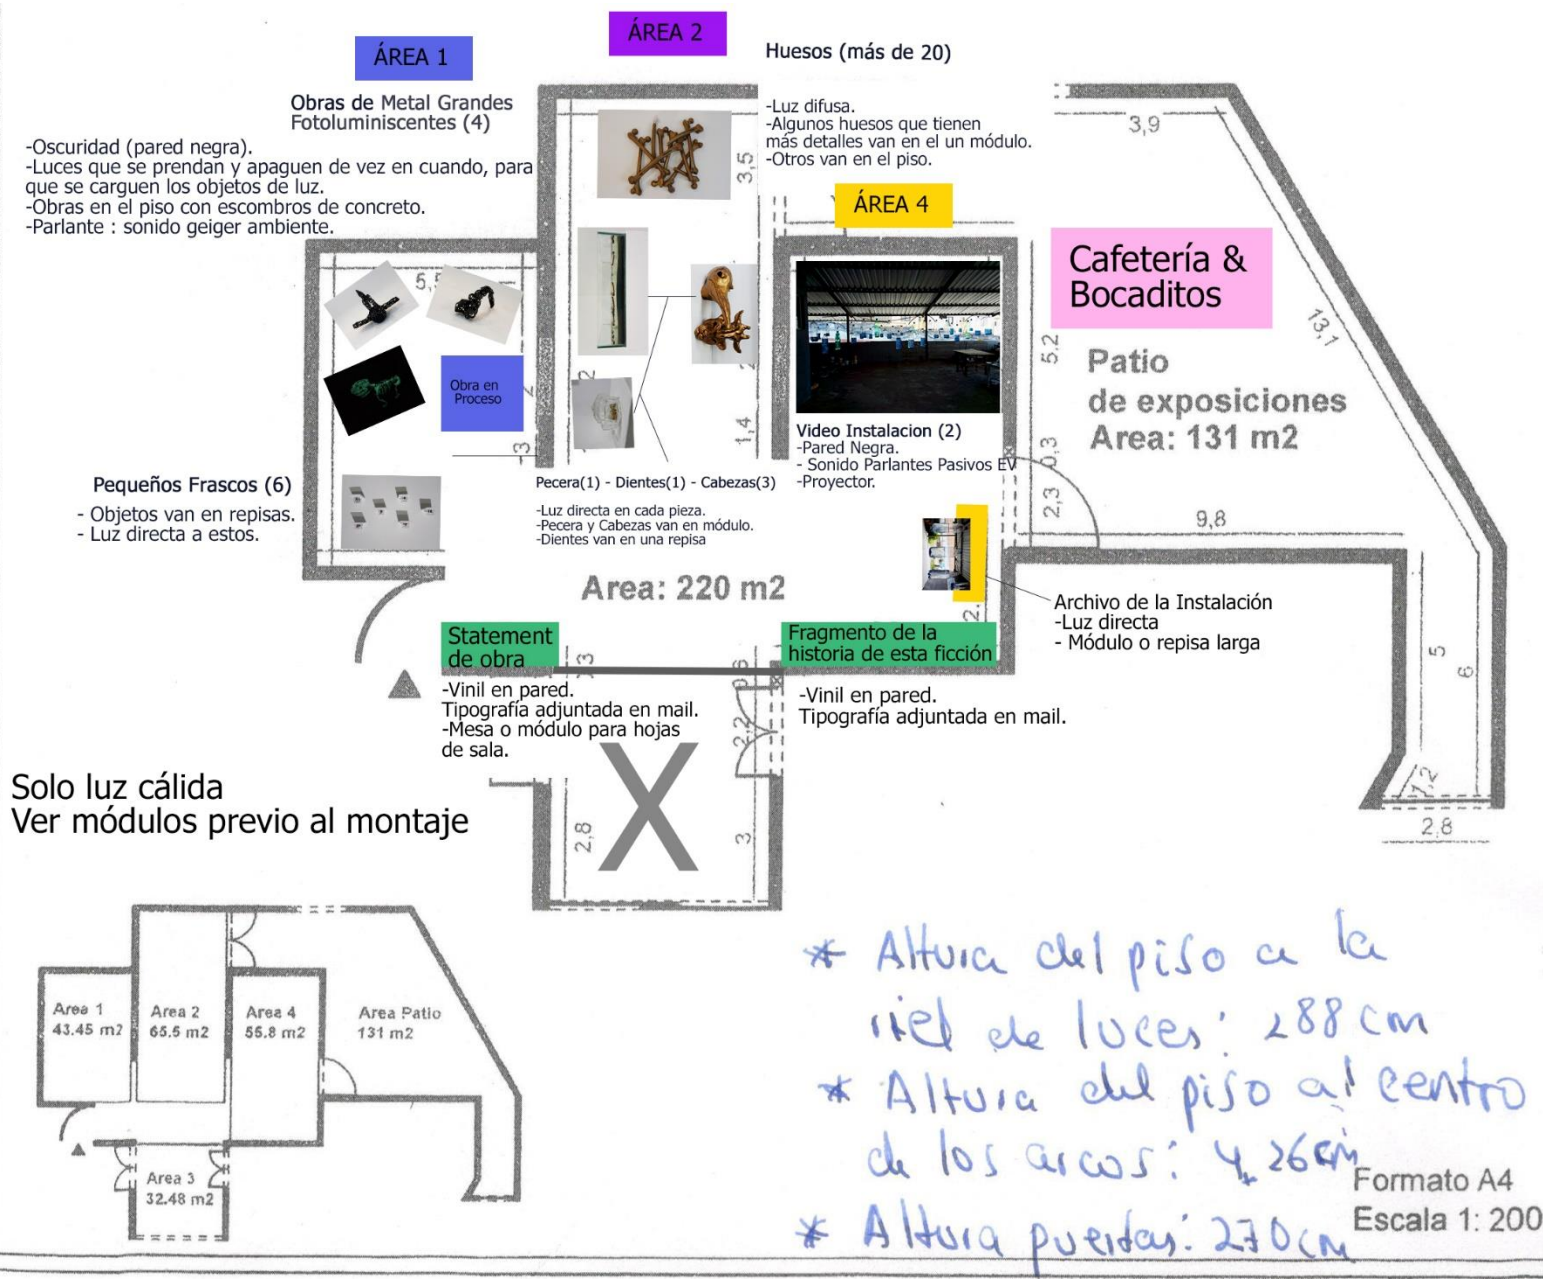 ÁREA 1
Obras de Metal Grandes
Fotoluminiscentes (4)
-Oscuridad (pared negra).
-Luces que se prendan y apaguen de vez en cuando, para
que se carguen los objetos de luz.
-Obras en el piso con escombros de concreto.
-Parlante : sonido geiger ambiente.
ÁREA 2
Huesos (más de 20)
-Luz difusa.
-Algunos huesos que tienen
más detalles van en el un módulo.
-Otros van en el piso.
3,9
3,5
ÁREA 4
Cafetería &
Bocaditos
13,1
5,2
Patio
de exposiciones
Area: 131 m2
Obra en
Proceso
3
1,4
Video Instalacion (2)
-Pared Negra.
- Sonido Parlantes Pasivos EV
-Proyector.
0,3
2,3
9,8
Pequeños Frascos (6)
- Objetos van en repisas.
- Luz directa a estos.
Pecera(1) - Dientes(1) - Cabezas(3)
-Luz directa en cada pieza.
-Pecera y Cabezas van en módulo.
-Dientes van en una repisa
Area: 220 m2
Archivo de la Instalación
-Luz directa
- Módulo o repisa larga
5
6
Statement
de obra
Fragmento de la
historia de esta ficción
-Vinil en pared.
Tipografía adjuntada en mail.
-Mesa o módulo para hojas
de sala.
2,2
-Vinil en pared.
Tipografía adjuntada en mail.
X
2,8
3
1,2
2,8
Solo luz cálida
Ver módulos previo al montaje
Area 1
43.45 m2
Area 2
65.5 m2
Area 4
55.8 m2
Area Patio
131 m2
Area 3
32.48 m2
* Altura del piso a la
riel de luces: 288 cm
* Altura del piso al centro
de los arcos: 4,26 cm
* Altura puertas: 270 cm
Formato A4
Escala 1: 200